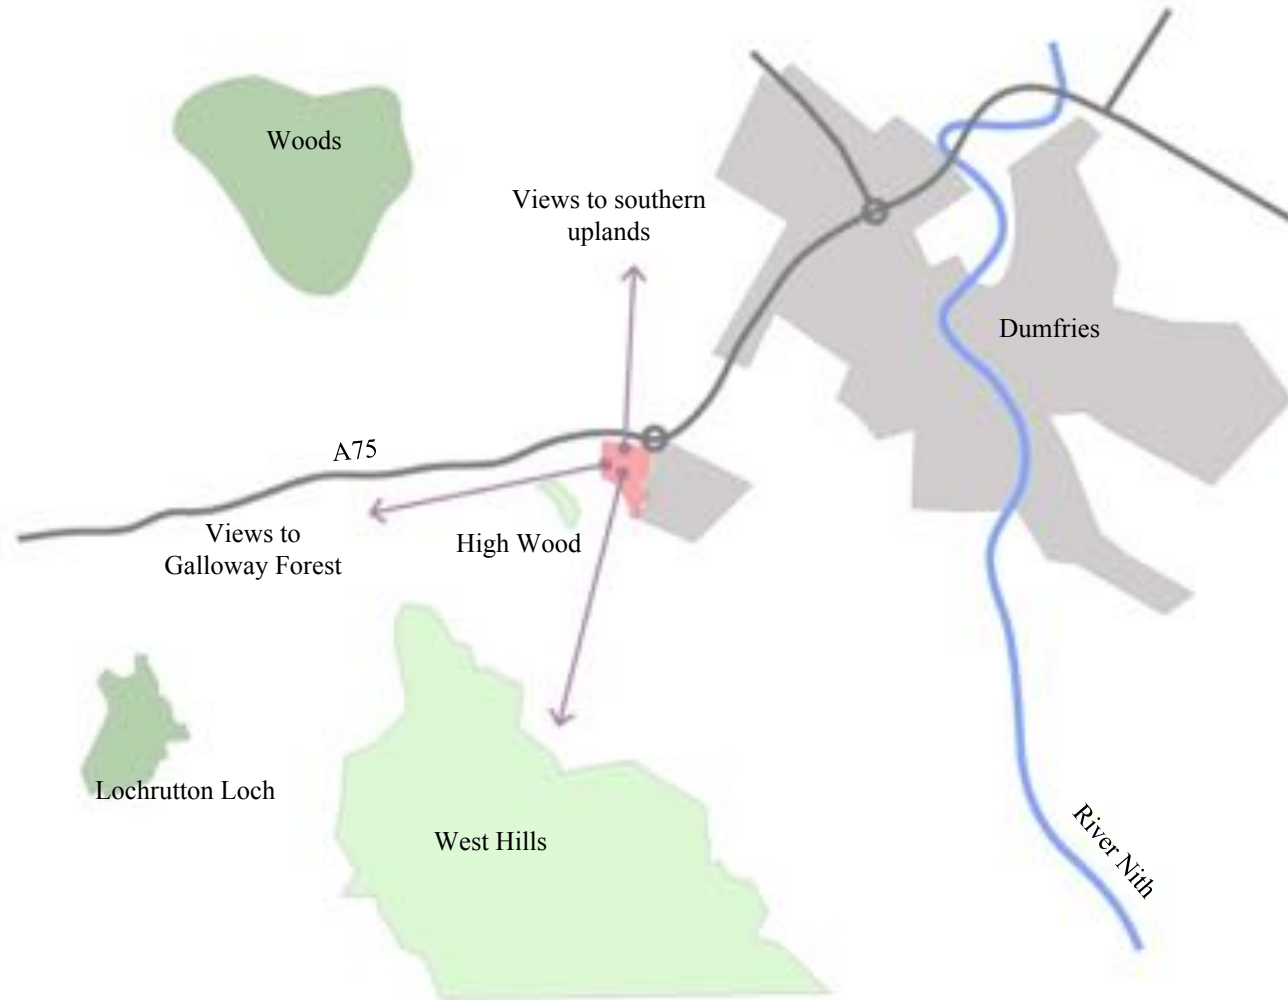 Woods
Views to southern
uplands
Dumfries
A75
Views to
Galloway Forest
High Wood
Lochrutton Loch
West Hills
River Nith